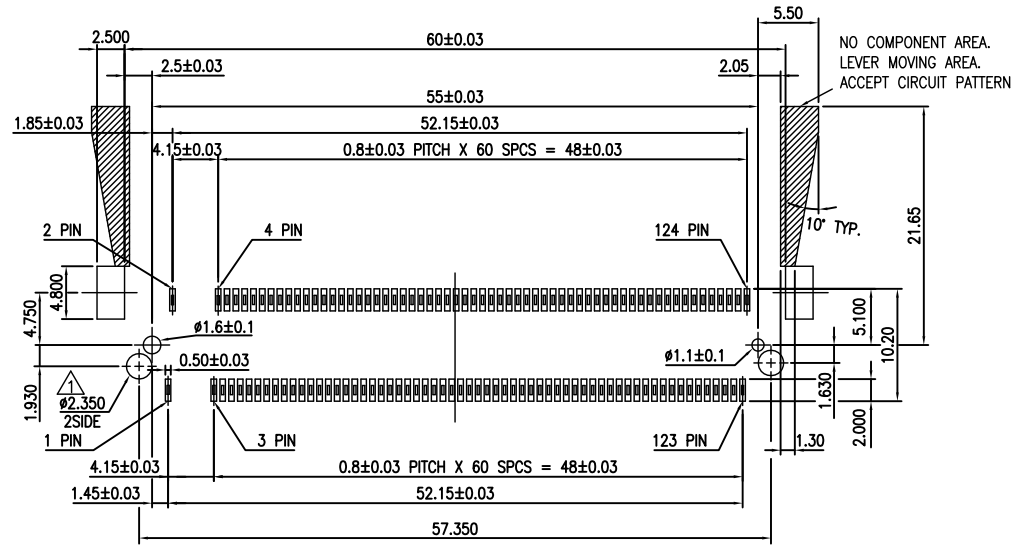 5.50
2.500
60±0.03
NO COMPONENT AREA.
LEVER MOVING AREA.
ACCEPT CIRCUIT PATTERN
2.5±0.03
2.05
55±0.03
1.85±0.03
52.15±0.03
4.15±0.03
0.8±0.03 PITCH X 60 SPCS = 48±0.03
10° TYP.
21.65
2 PIN
4 PIN
124 PIN
4.800
4.750
5.100
10.20
ø1.6±0.1
ø1.1±0.1
0.50±0.03
1.930
1
ø2.350
2SIDE
1.630
2.000
1.30
1 PIN
3 PIN
123 PIN
4.15±0.03
0.8±0.03 PITCH X 60 SPCS = 48±0.03
1.45±0.03
52.15±0.03
57.350